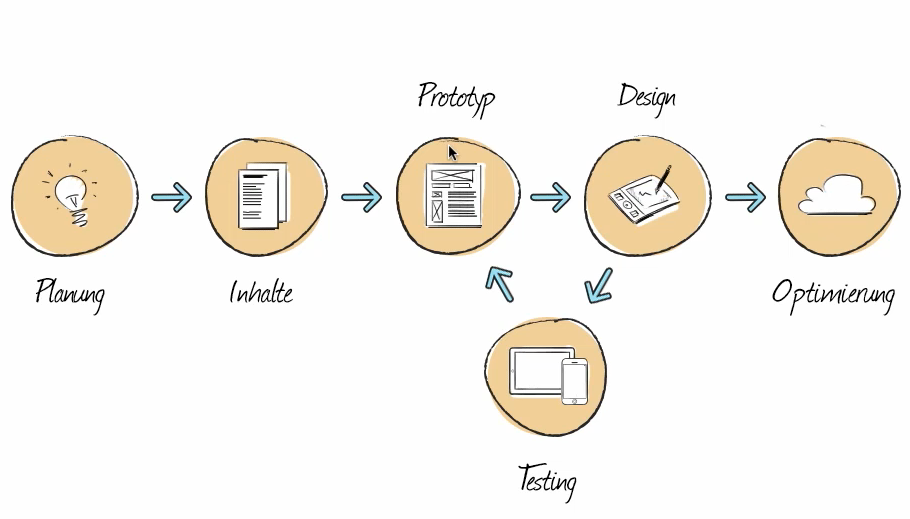 Prototyp
Design
Planung
Inhalte
Optimierung
Testing